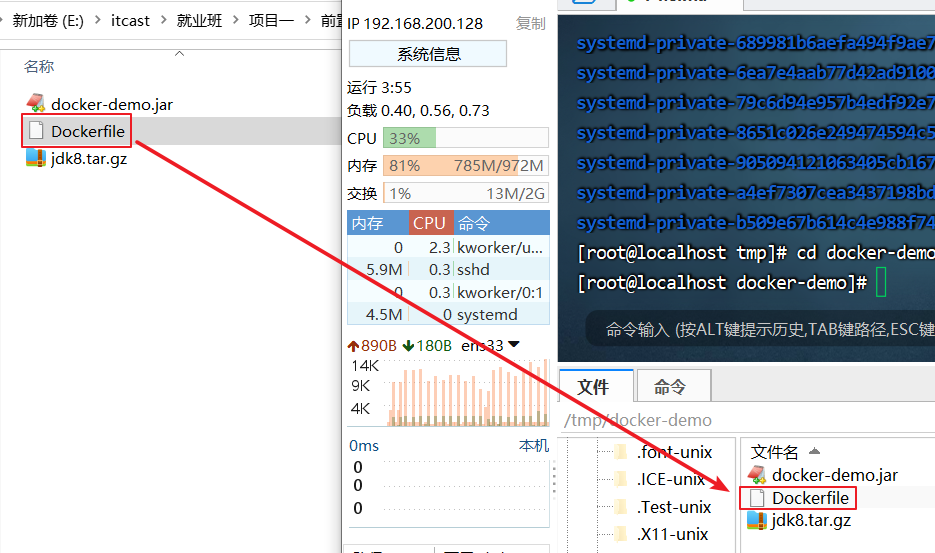 新加卷 (E:) > itcast > 就业班 > 项目一 >
名称
docker-demo.jar
Dockerfile
jdk8.tar.gz
IP 192.168.200.128 复制
系统信息
运行 3:55
负载 0.40, 0.56, 0.73
CPU 33%
内存 81% 785M/972M
交换 1% 13M/2G
内存 CPU 命令
0 2.3 kworker/u...
5.9M 0.3 sshd
0 0.3 kworker/0:1
4.5M 0 systemd
890B 180B ens33
14K
9K
4K
0ms 本机
0
0
0
systemd-private-689981b6aefa494f9ae7
systemd-private-6ea7e4aab77d42ad9100
systemd-private-79c6d94e957b4edf92e7
systemd-private-8651c026e249474594c5
systemd-private-905094121063405cb167
systemd-private-a4ef7307cea3437198bd
systemd-private-b509e67b614c4e988f74
[root@localhost tmp]# cd docker-demo
[root@localhost docker-demo]#
命令输入 (按ALT键提示历史,TAB键路径,ESC键
文件 命令
/tmp/docker-demo
.font-unix
.ICE-unix
.Test-unix
.X11-unix
文件名
docker-demo.jar
Dockerfile
jdk8.tar.gz